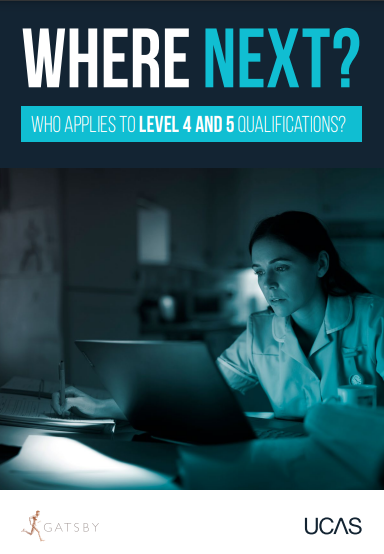 WHERE NEXT?
WHO APPLIES TO LEVEL 4 AND 5 QUALIFICATIONS?
GATSBY
UCAS